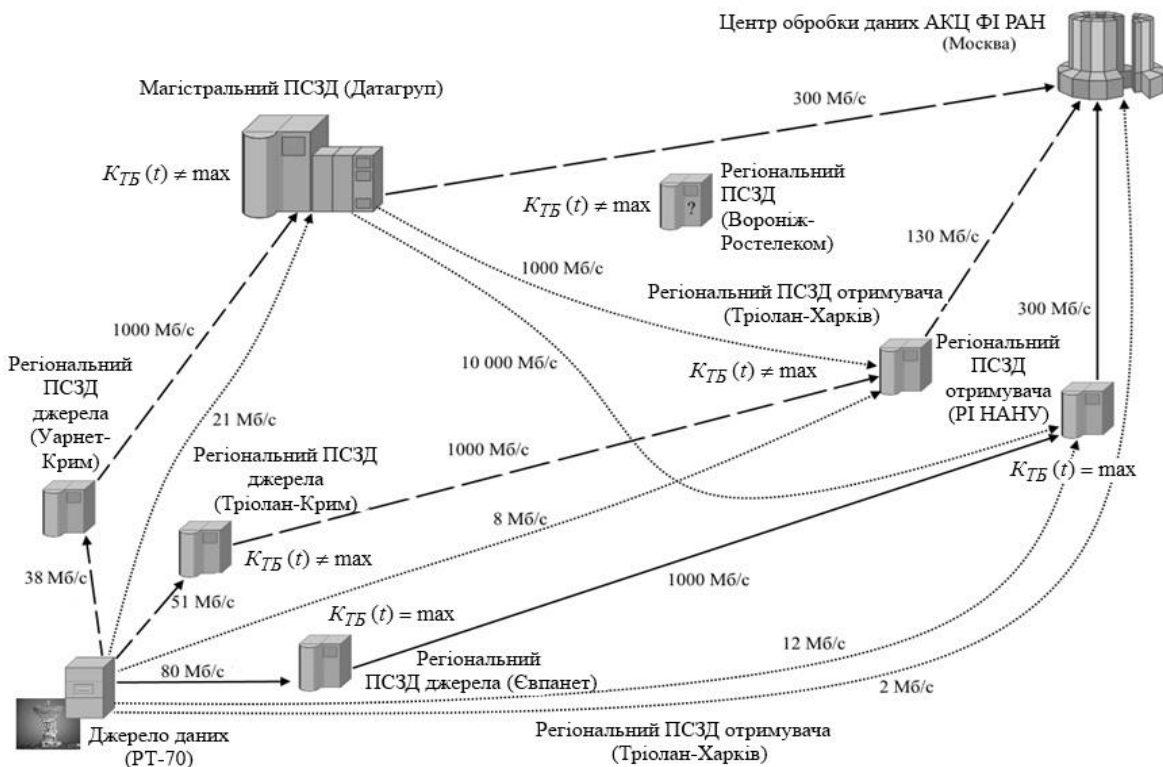 Центр обробки даних АКЦ ФІ РАН
(Москва)
Магістральний ПСЗД (Датагруп)
300 Мб/с
K_ТБ (t) ≠ max
Регіональний
ПСЗД
(Вороніж-
Ростелеком)
K_ТБ (t) ≠ max
?
130 Мб/с
1000 Мб/с
Регіональний ПСЗД отримувача
(Тріолан-Харків)
300 Мб/с
1000 Мб/с
Регіональний
ПСЗД
отримувача
(РІ НАНУ)
Регіональний
ПСЗД
джерела
(Уарнет-
Крим)
10 000 Мб/с
K_ТБ (t) ≠ max
21 Мб/с
Регіональний ПСЗД
джерела
(Тріолан-Крим)
1000 Мб/с
K_ТБ (t) = max
8 Мб/с
K_ТБ (t) ≠ max
38 Мб/с
51 Мб/с
1000 Мб/с
K_ТБ (t) = max
12 Мб/с
80 Мб/с
Регіональний
ПСЗД джерела (Євпанет)
2 Мб/с
Джерело даних
(РТ-70)
Регіональний ПСЗД отримувача
(Тріолан-Харків)